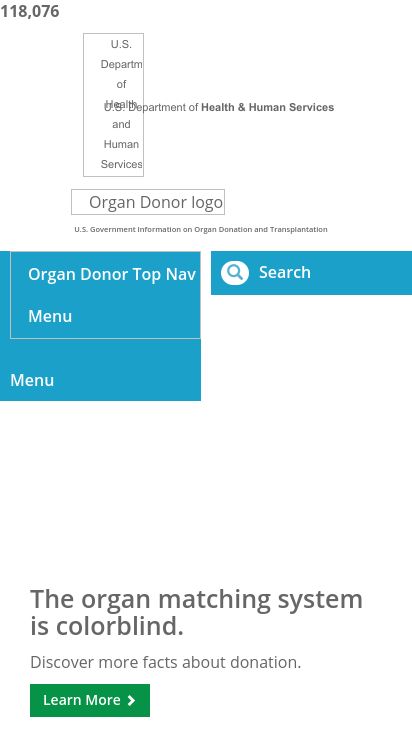 118,076
U.S.
Departm
of
Health
and
Human
Services
U.S. Department of Health & Human Services
Organ Donor logo
U.S. Government Information on Organ Donation and Transplantation
Organ Donor Top Nav
Menu
Search
Menu
The organ matching system
is colorblind.
Discover more facts about donation.
Learn More